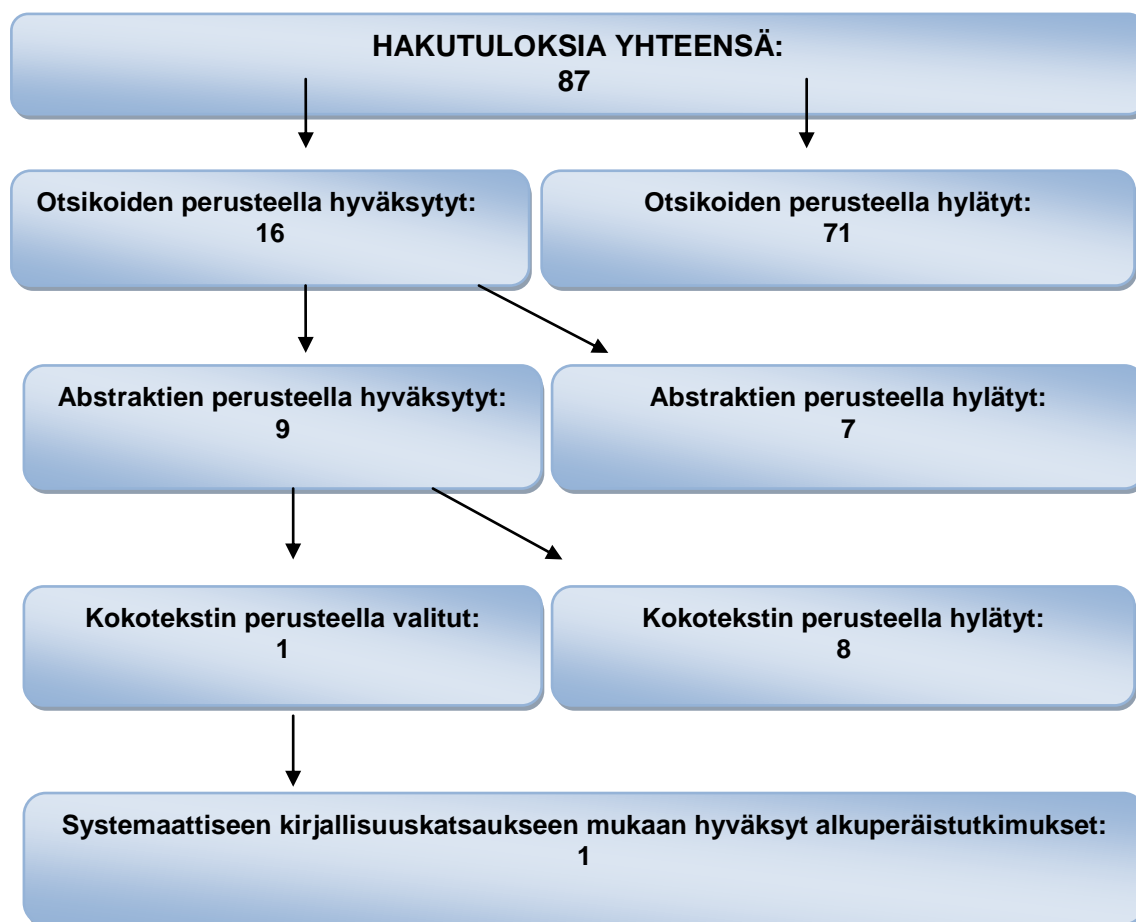 HAKUTULOKSIA YHTEENSÄ:
87
Otsikoiden perusteella hyväksytyt:
16
Otsikoiden perusteella hylätyt:
71
Abstraktien perusteella hyväksytyt:
9
Abstraktien perusteella hylätyt:
7
Kokotekstin perusteella valitut:
1
Kokotekstin perusteella hylätyt:
8
Systemaattiseen kirjallisuuskatsaukseen mukaan hyväksyt alkuperäistutkimukset:
1